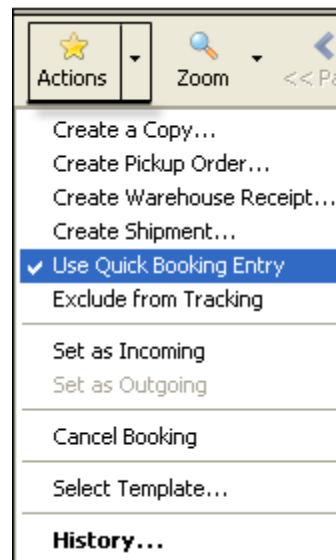 Actions
Zoom
<< Pa
Create a Copy...
Create Pickup Order...
Create Warehouse Receipt...
Create Shipment...
Use Quick Booking Entry
Exclude from Tracking
Set as Incoming
Set as Outgoing
Cancel Booking
Select Template...
History...